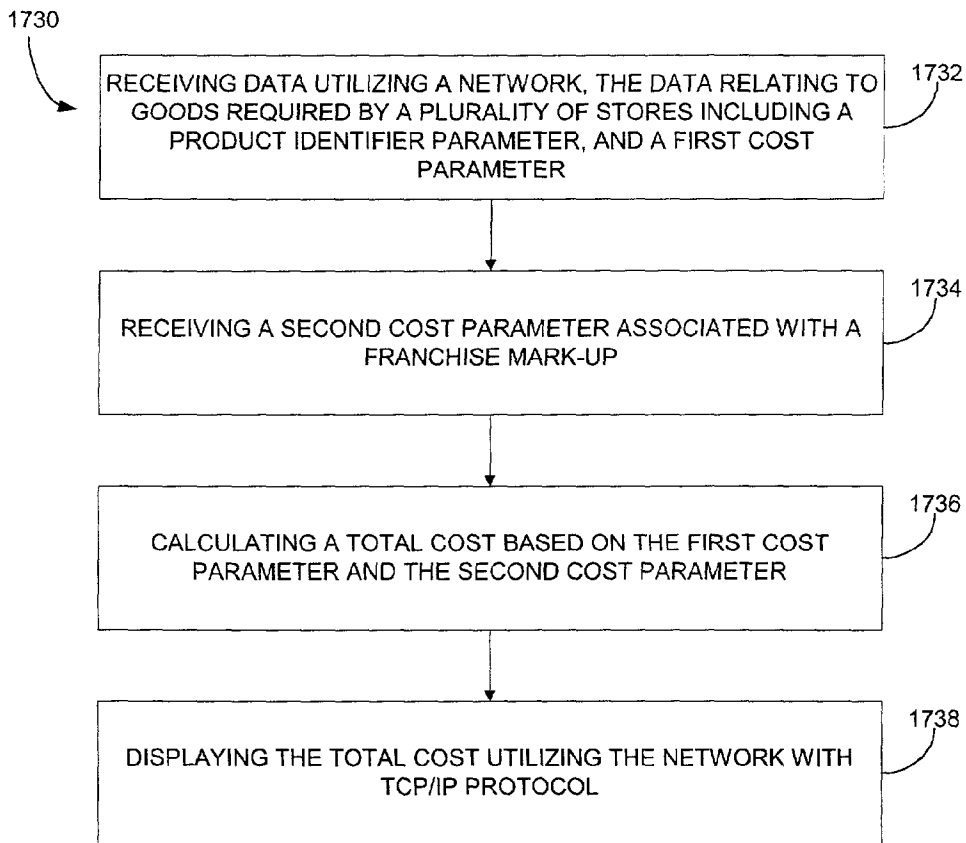 1730
RECEIVING DATA UTILIZING A NETWORK, THE DATA RELATING TO
GOODS REQUIRED BY A PLURALITY OF STORES INCLUDING A
PRODUCT IDENTIFIER PARAMETER, AND A FIRST COST
PARAMETER
1732
RECEIVING A SECOND COST PARAMETER ASSOCIATED WITH A
FRANCHISE MARK-UP
1734
CALCULATING A TOTAL COST BASED ON THE FIRST COST
PARAMETER AND THE SECOND COST PARAMETER
1736
DISPLAYING THE TOTAL COST UTILIZING THE NETWORK WITH
TCP/IP PROTOCOL
1738